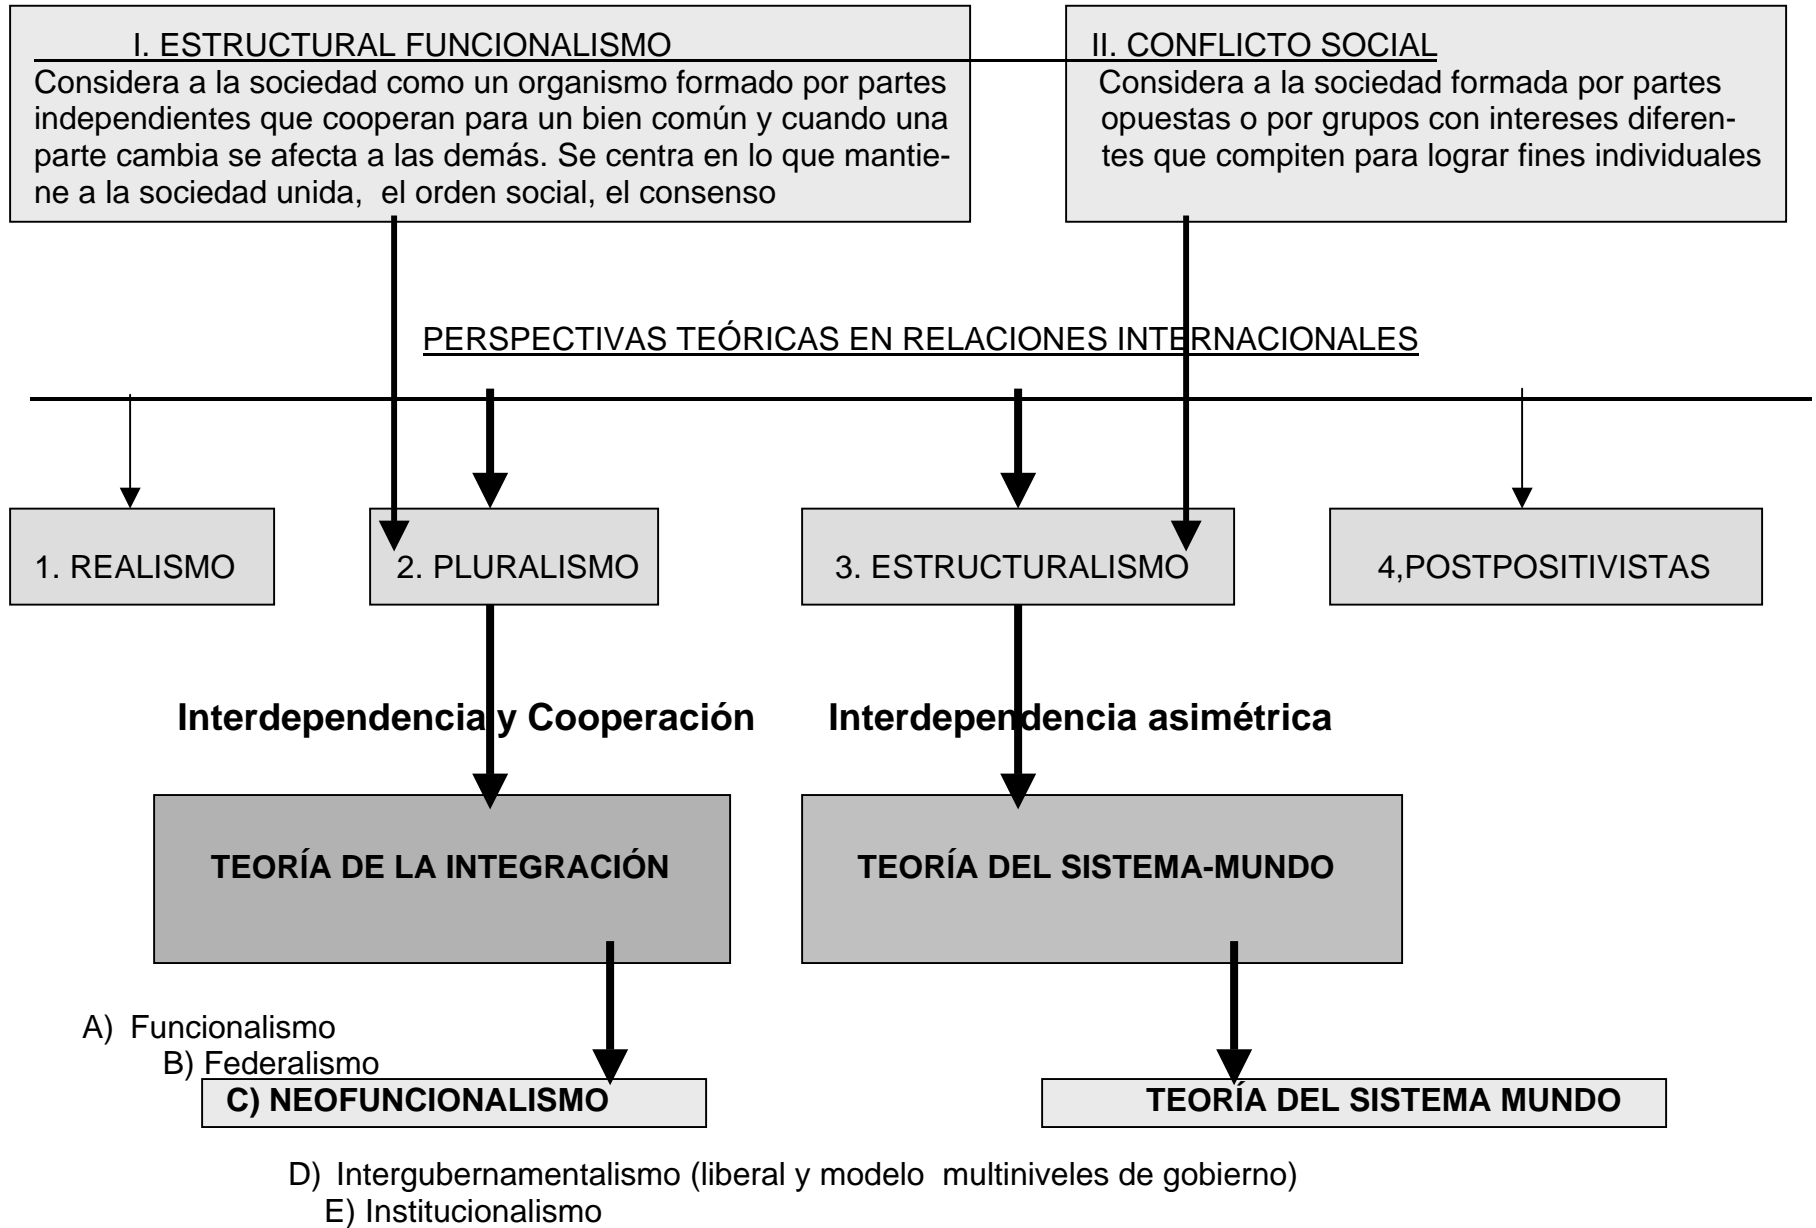 I. ESTRUCTURAL FUNCIONALISMO
Considera a la sociedad como un organismo formado por partes
independientes que cooperan para un bien común y cuando una
parte cambia se afecta a las demás. Se centra en lo que mantie-
ne a la sociedad unida, el orden social, el consenso
II. CONFLICTO SOCIAL
Considera a la sociedad formada por partes
opuestas o por grupos con intereses diferen-
tes que compiten para lograr fines individuales
PERSPECTIVAS TEÓRICAS EN RELACIONES INTERNACIONALES
1. REALISMO
2. PLURALISMO
3. ESTRUCTURALISMO
4,POSTPOSITIVISTAS
Interdependencia y Cooperación
Interdependencia asimétrica
TEORÍA DE LA INTEGRACIÓN
TEORÍA DEL SISTEMA-MUNDO
A) Funcionalismo
B) Federalismo
C) NEOFUNCIONALISMO
TEORÍA DEL SISTEMA MUNDO
D) Intergubernamentalismo (liberal y modelo multiniveles de gobierno)
E) Institucionalismo